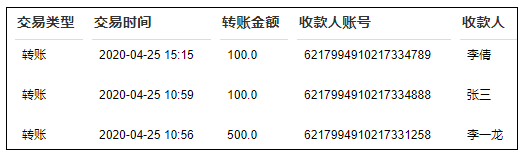 交易类型 交易时间 转账金额 收款人账号 收款人
转账 2020-04-25 15:15 100.0 6217994910217334789 李倩
转账 2020-04-25 10:59 100.0 6217994910217334888 张三
转账 2020-04-25 10:56 500.0 6217994910217331258 李一龙